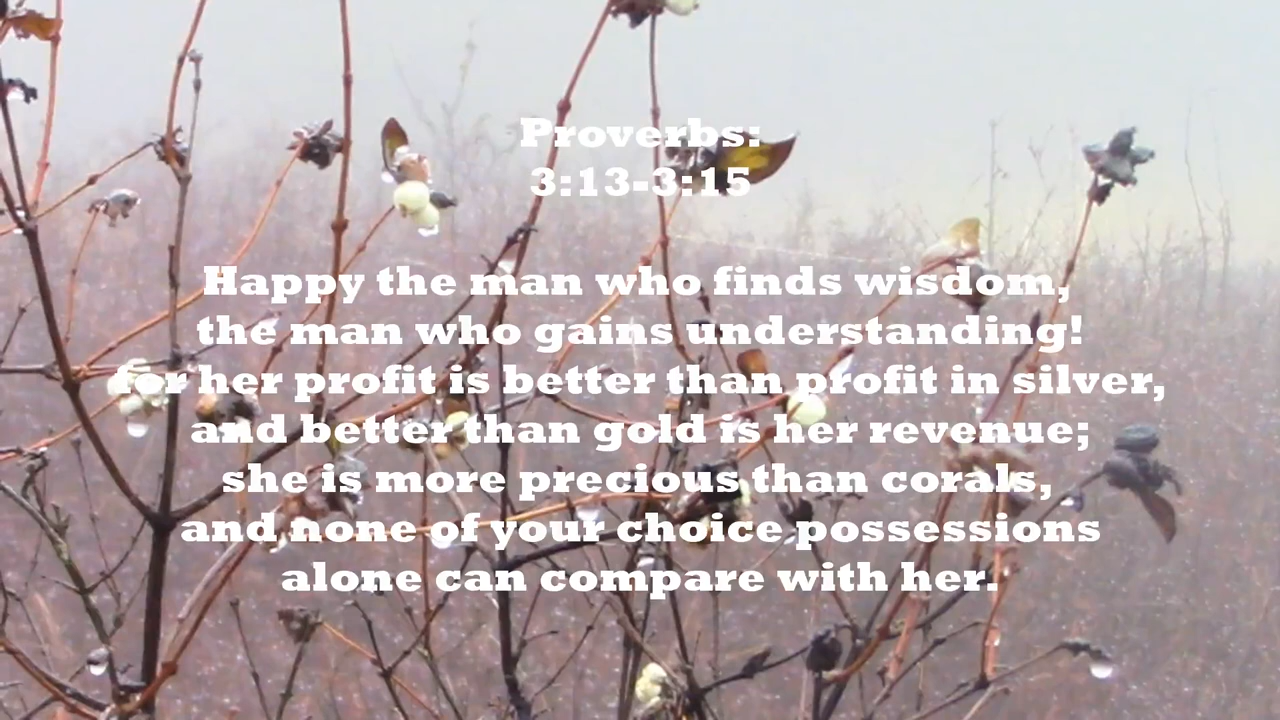 Proverbs:
3:13-3:15
Happy the man who finds wisdom,
the man who gains understanding!
for her profit is better than profit in silver,
and better than gold is her revenue;
she is more precious than corals,
and none of your choice possessions
alone can compare with her.